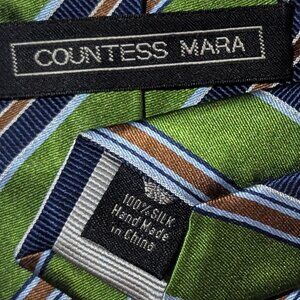 COUNTESS MARA
100% SILK
Hand Made
in China